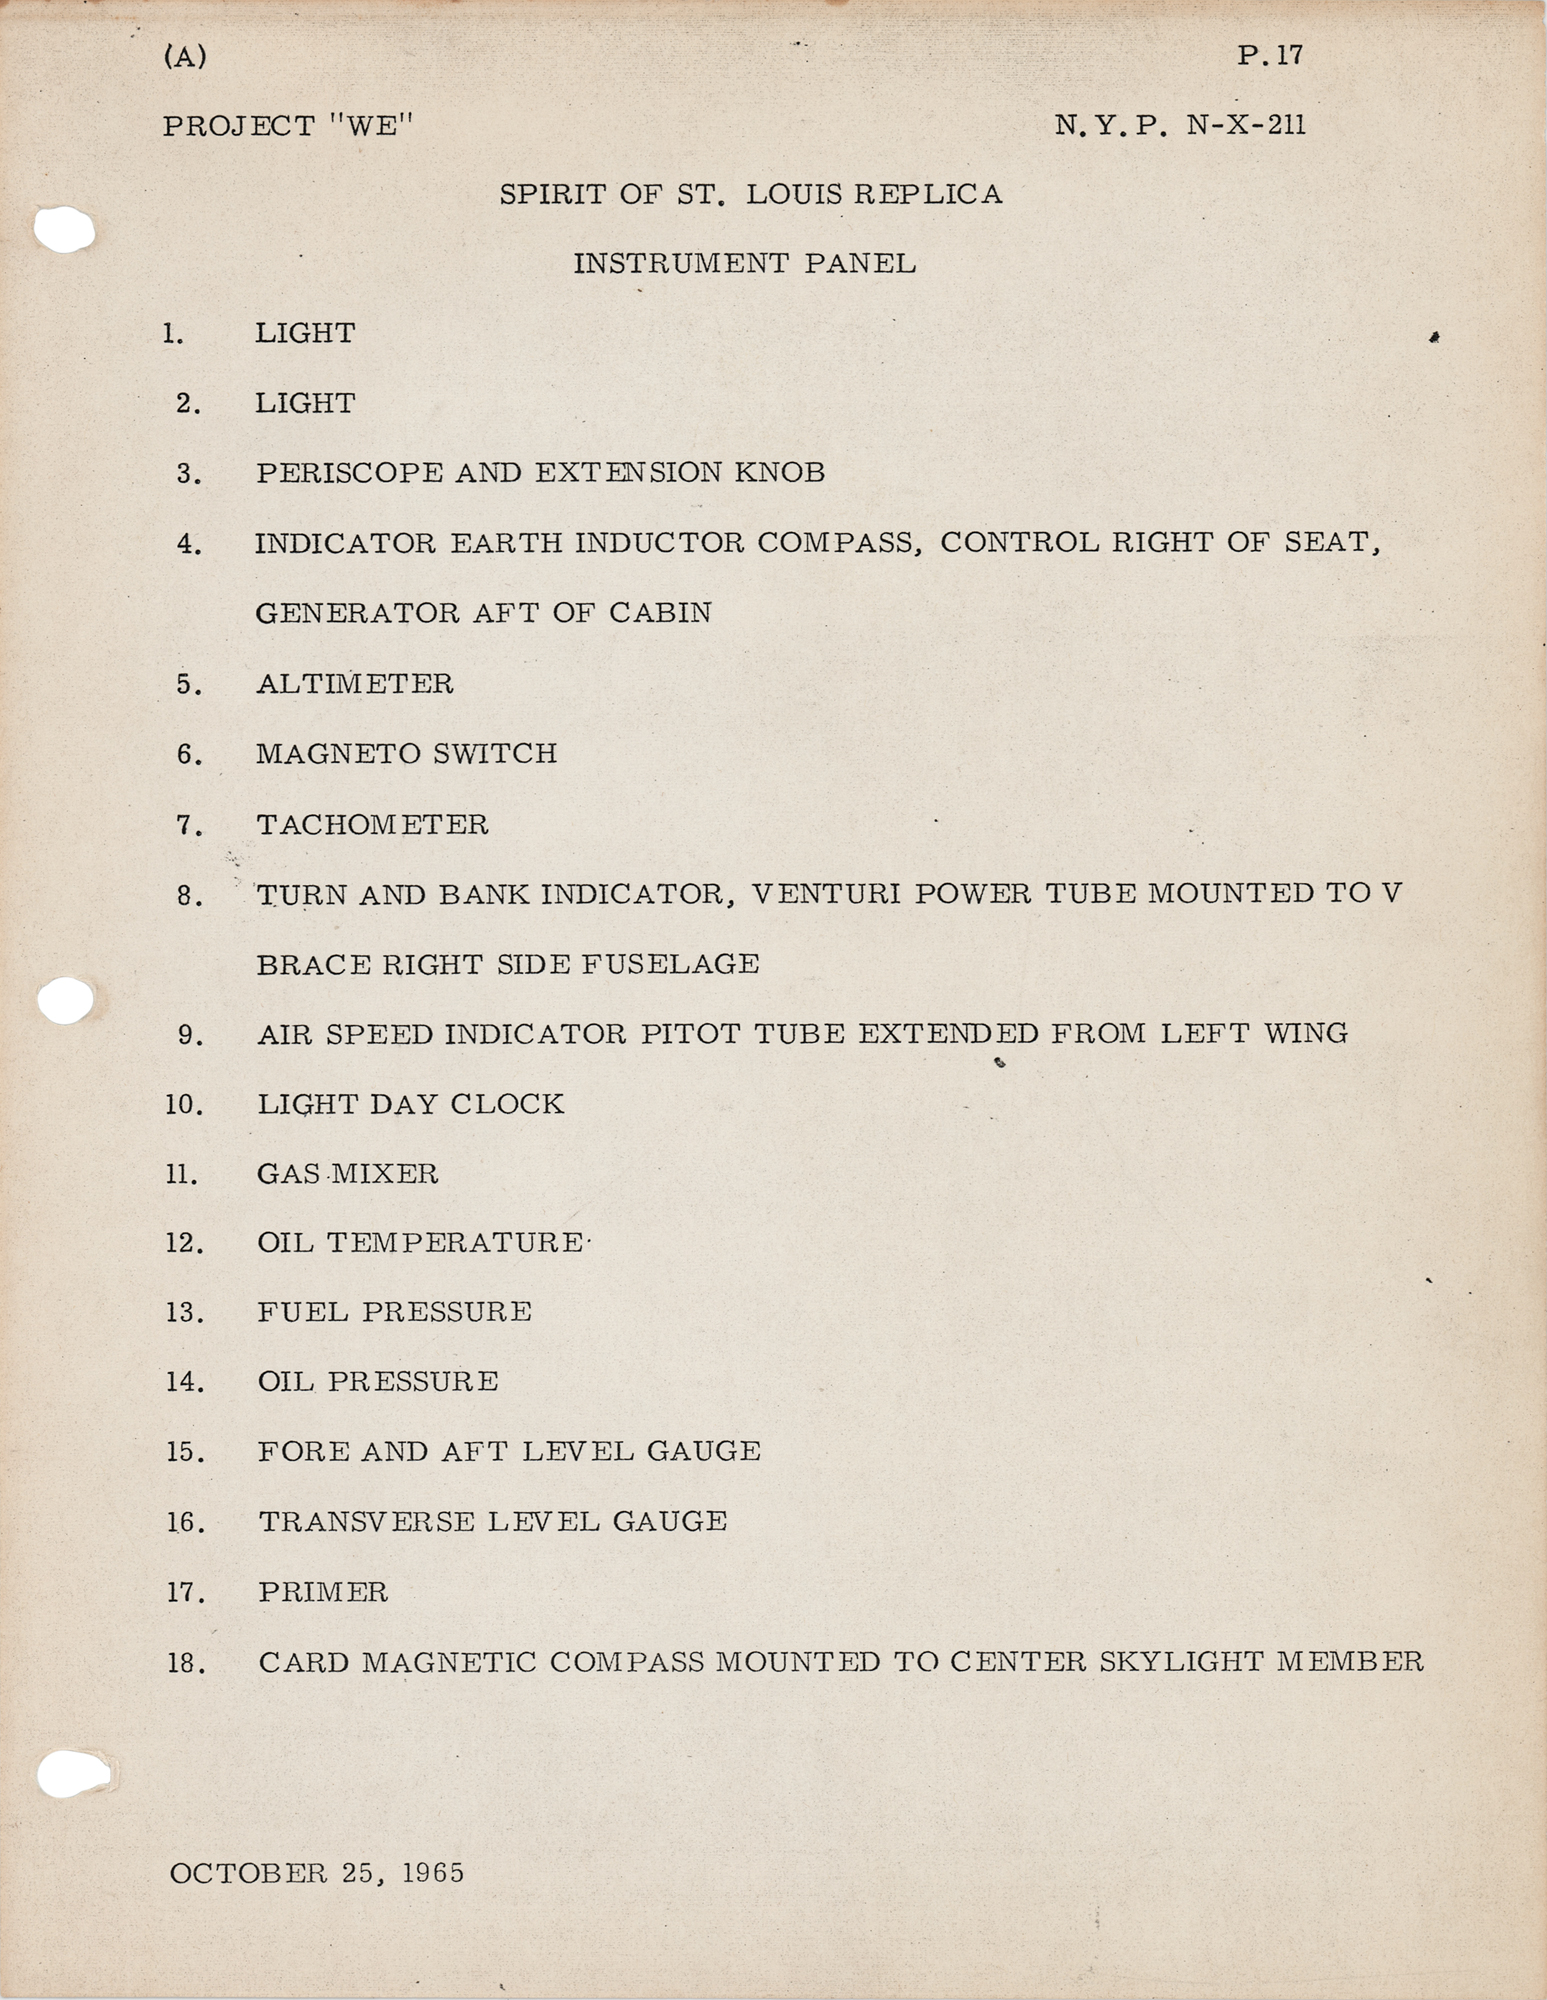 (A) P.17
PROJECT "WE" N.Y.P. N-X-211
SPIRIT OF ST. LOUIS REPLICA
INSTRUMENT PANEL
1. LIGHT
2. LIGHT
3. PERISCOPE AND EXTENSION KNOB
4. INDICATOR EARTH INDUCTOR COMPASS, CONTROL RIGHT OF SEAT,
GENERATOR AFT OF CABIN
5. ALTIMETER
6. MAGNETO SWITCH
7. TACHOMETER
8. TURN AND BANK INDICATOR, VENTURI POWER TUBE MOUNTED TO V
BRACE RIGHT SIDE FUSELAGE
9. AIR SPEED INDICATOR PITOT TUBE EXTENDED FROM LEFT WING
10. LIGHT DAY CLOCK
11. GAS MIXER
12. OIL TEMPERATURE
13. FUEL PRESSURE
14. OIL PRESSURE
15. FORE AND AFT LEVEL GAUGE
16. TRANSVERSE LEVEL GAUGE
17. PRIMER
18. CARD MAGNETIC COMPASS MOUNTED TO CENTER SKYLIGHT MEMBER
OCTOBER 25, 1965